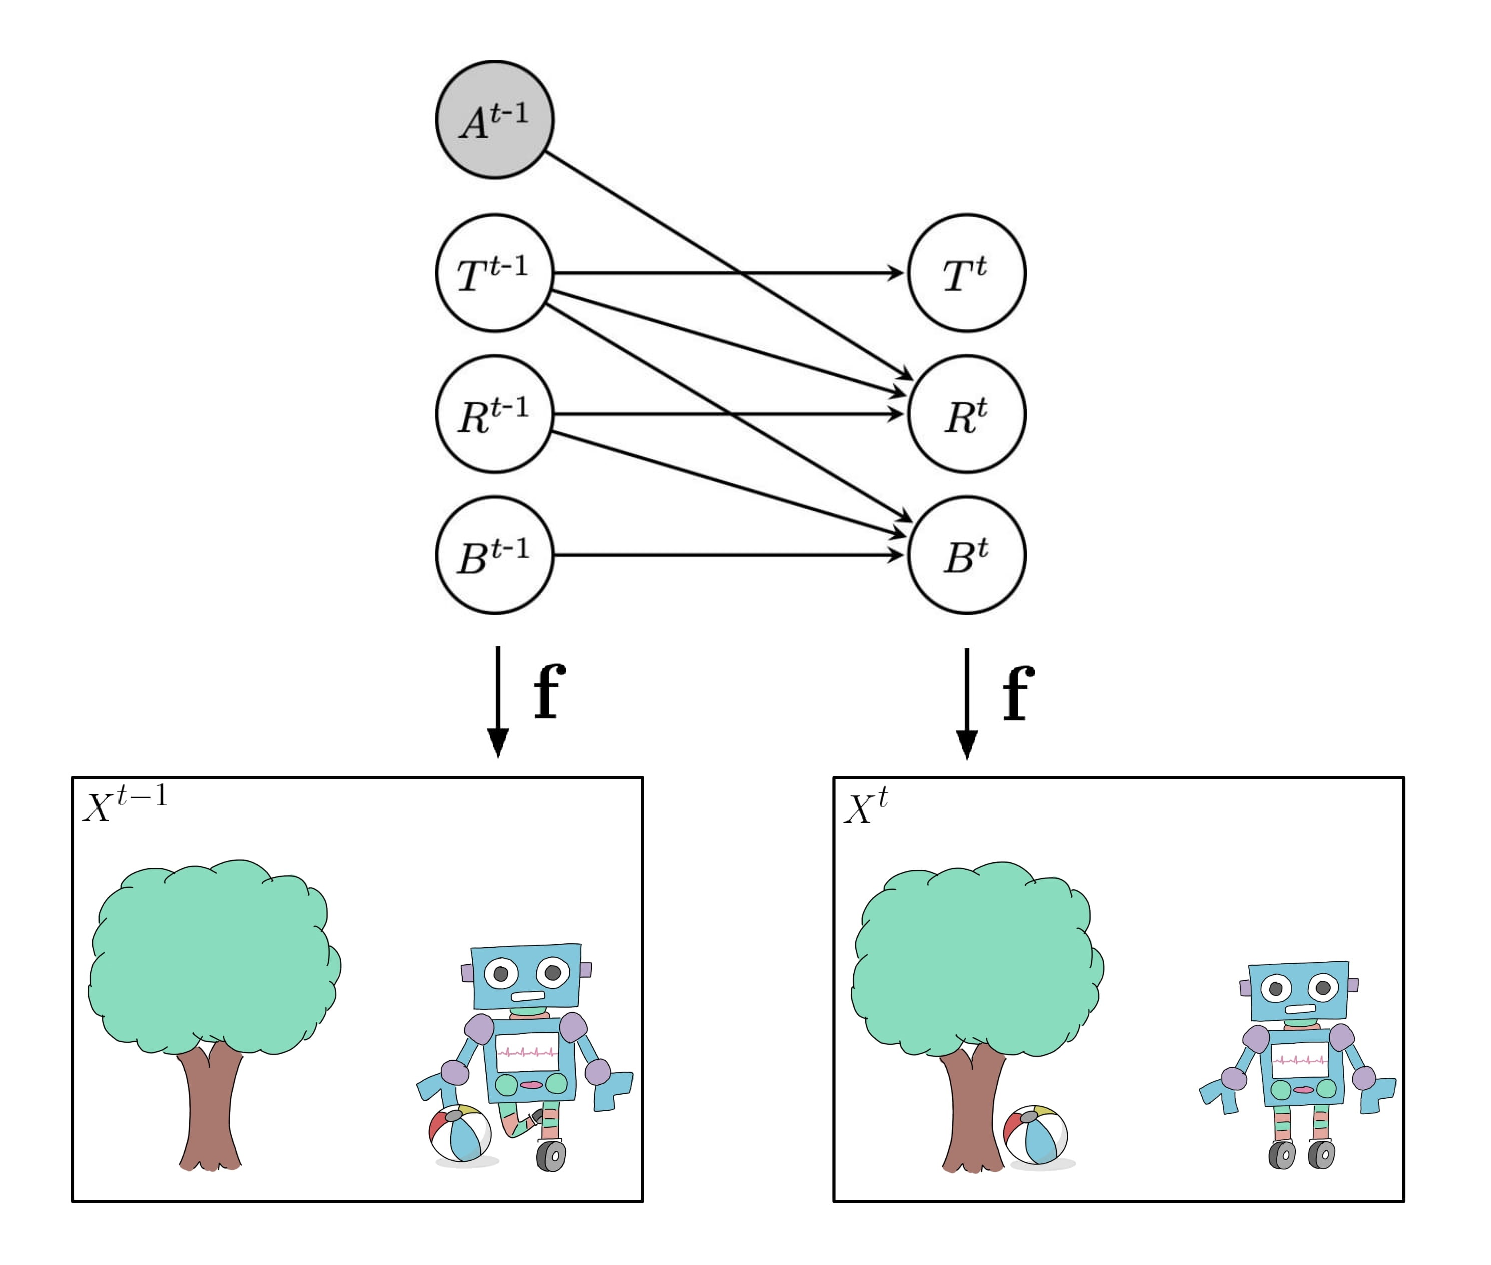 A^{t-1}
T^{t-1} T^t
R^{t-1} R^t
B^{t-1} B^t
f f
X^{t-1} X^t